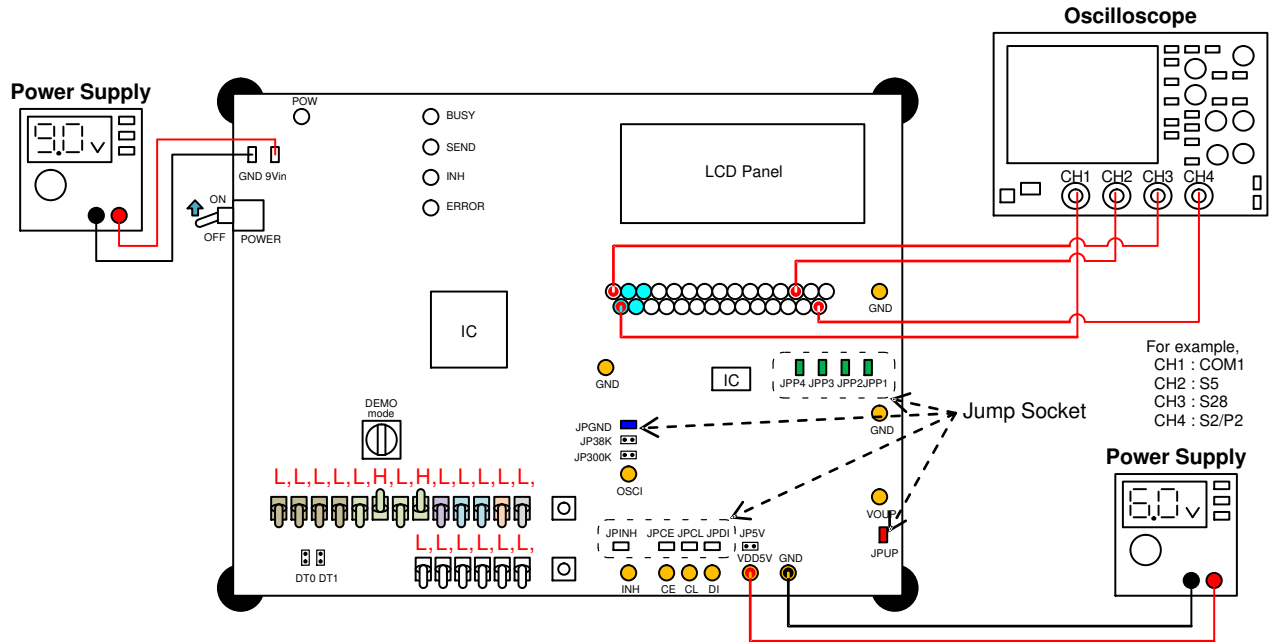 Oscilloscope
Power Supply
9.0 V
POW
BUSY
SEND
INH
ERROR
LCD Panel
CH1 CH2 CH3 CH4
GND 9Vin
ON
OFF
POWER
IC
GND
For example,
CH1 : COM1
CH2 : S5
CH3 : S28
CH4 : S2/P2
GND
IC
JPP4 JPP3 JPP2JPP1
DEMO
mode
JPGND
JP38K
JP300K
Jump Socket
GND
Power Supply
6.0 V
L,L,L,L,L,H,L,H,L,L,L,L,L,
OSCI
VOUP
JPINH JPCE JPCL JPDI JP5V
JPUP
L,L,L,L,L,L,
DT0 DT1
VDD5V GND
INH CE CL DI